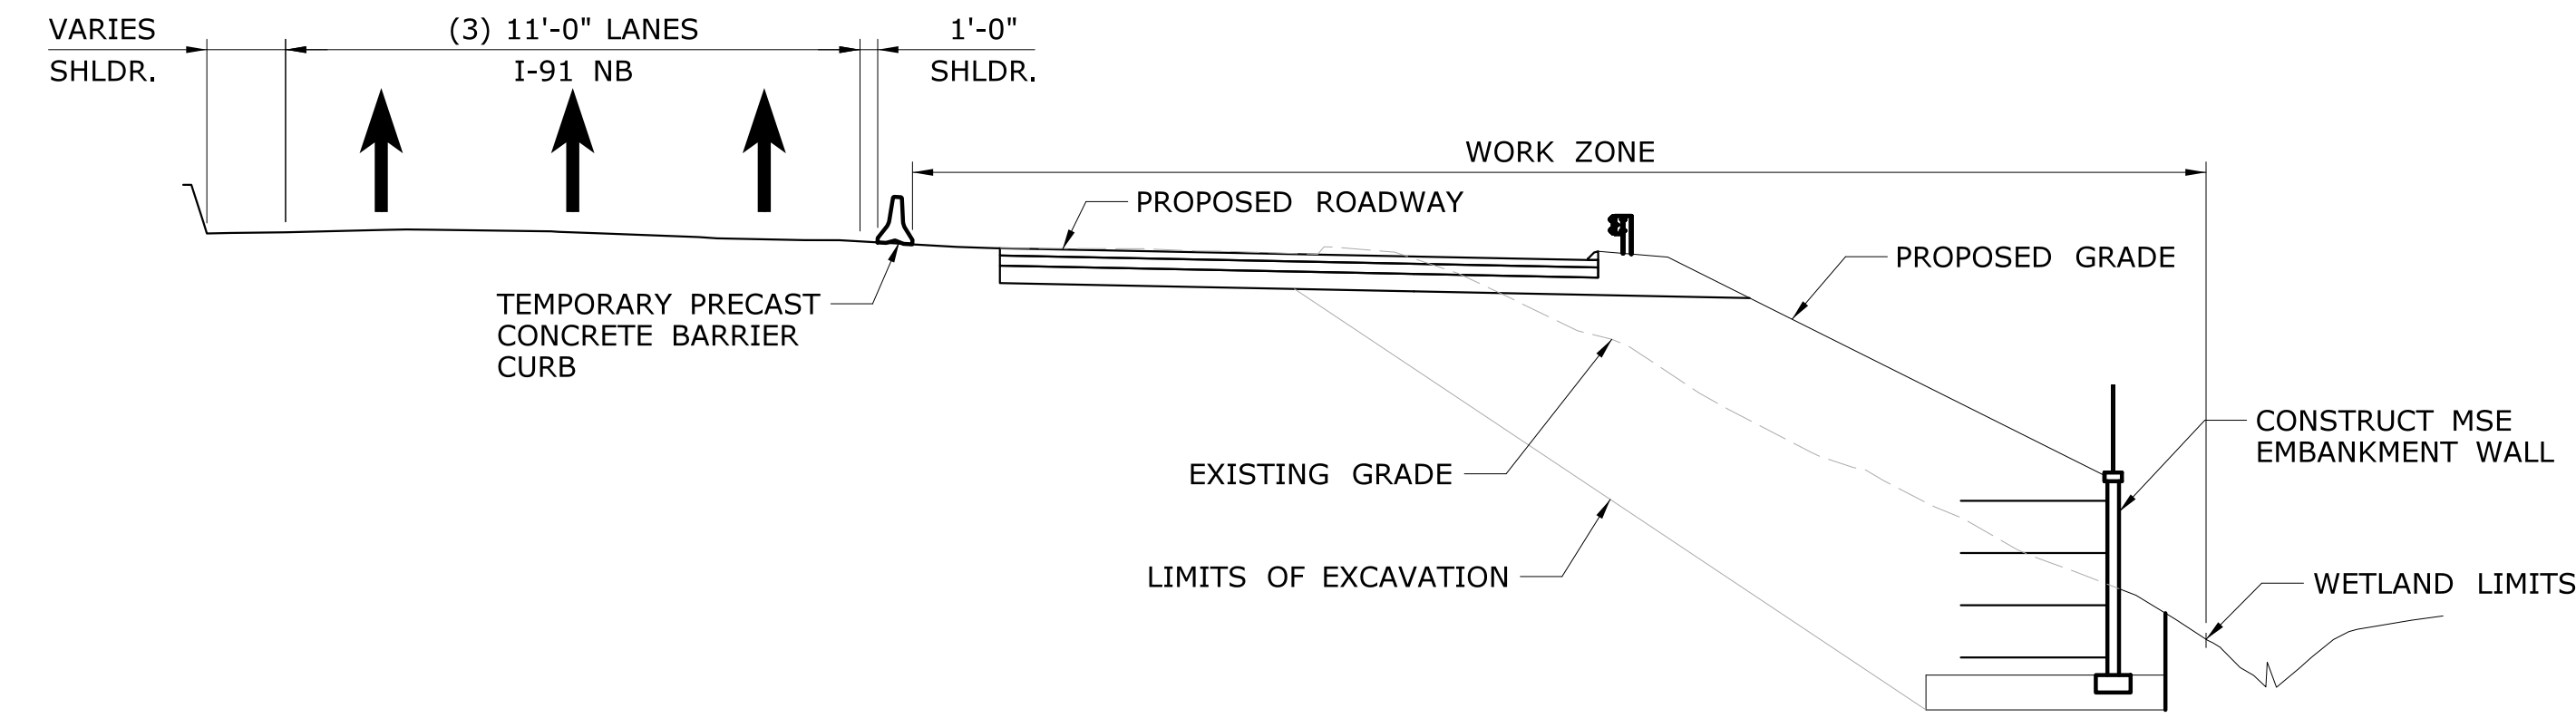 VARIES
SHLDR.
(3) 11'-0" LANES
I-91 NB
1'-0"
SHLDR.
WORK ZONE
PROPOSED ROADWAY
PROPOSED GRADE
TEMPORARY PRECAST
CONCRETE BARRIER
CURB
EXISTING GRADE
CONSTRUCT MSE
EMBANKMENT WALL
LIMITS OF EXCAVATION
WETLAND LIMITS